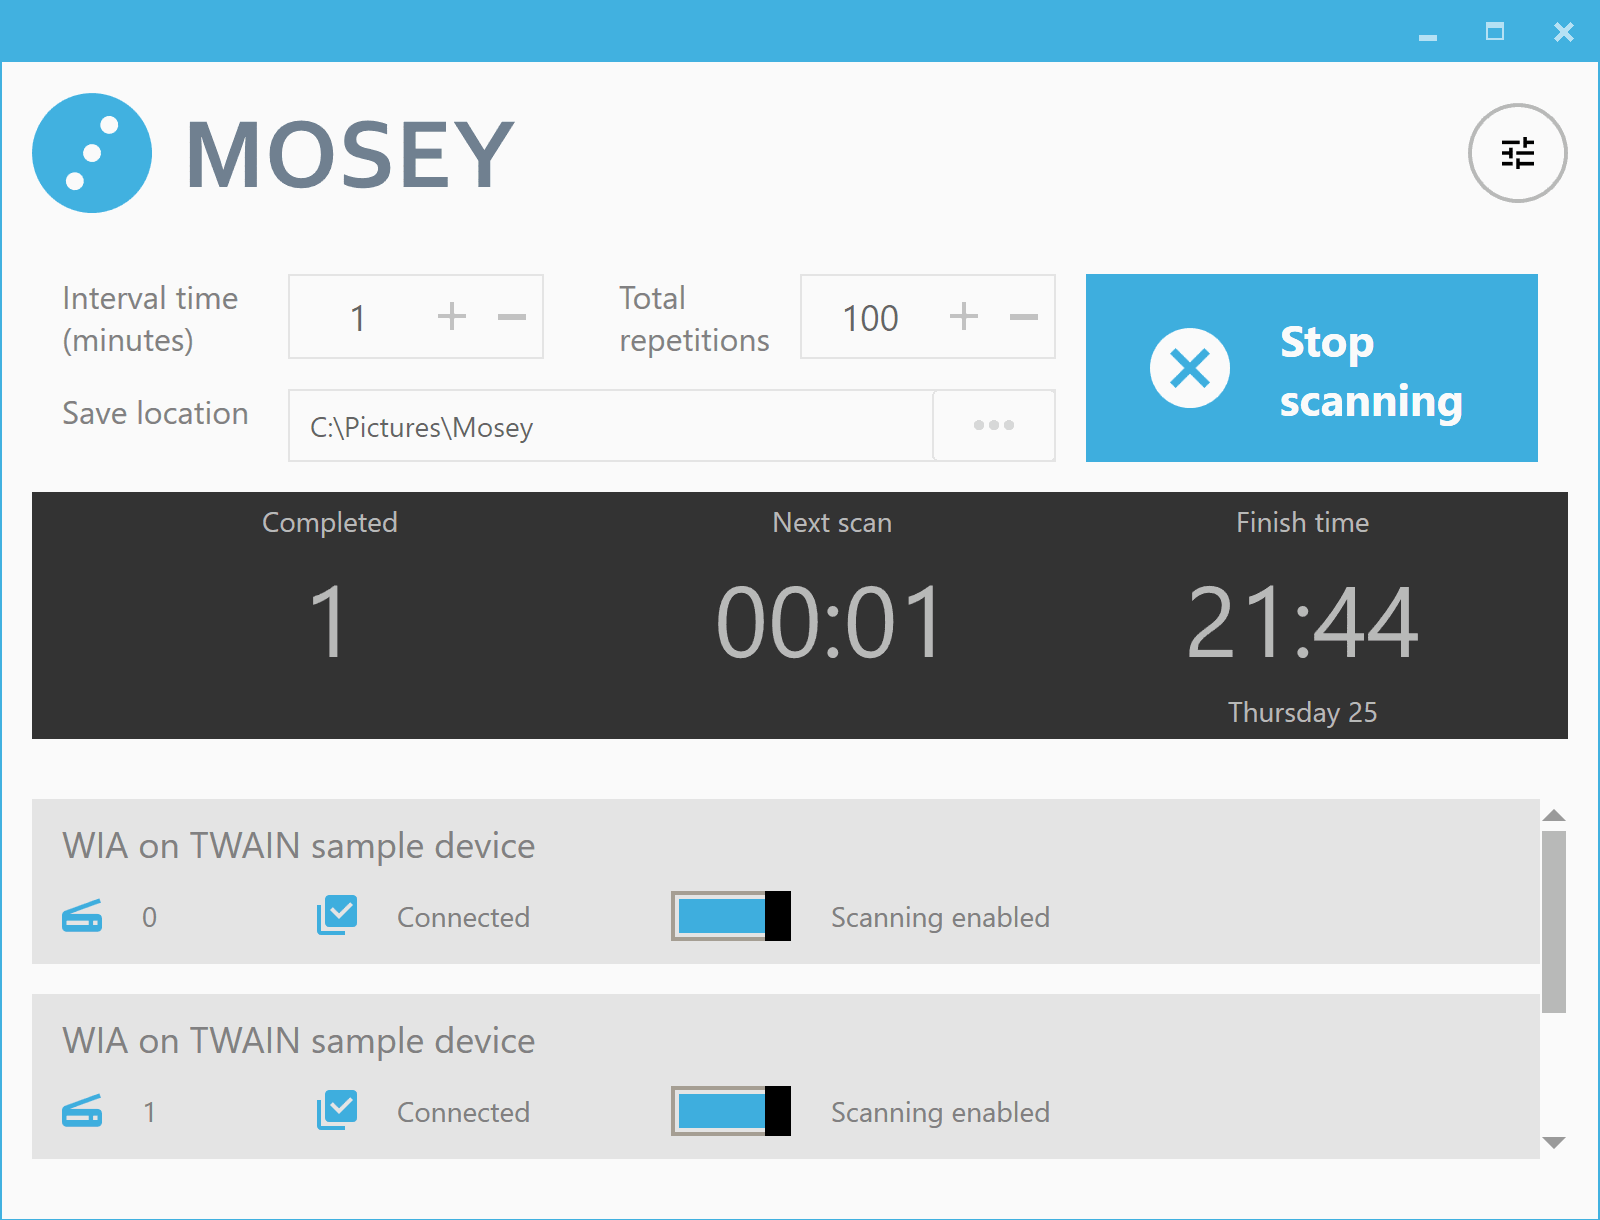 MOSEY
Interval time
(minutes)
1
Total
repetitions
100
Save location
C:\Pictures\Mosey
Stop
scanning
Completed
Next scan
Finish time
1
00:01
21:44
Thursday 25
WIA on TWAIN sample device
0
Connected
Scanning enabled
WIA on TWAIN sample device
1
Connected
Scanning enabled